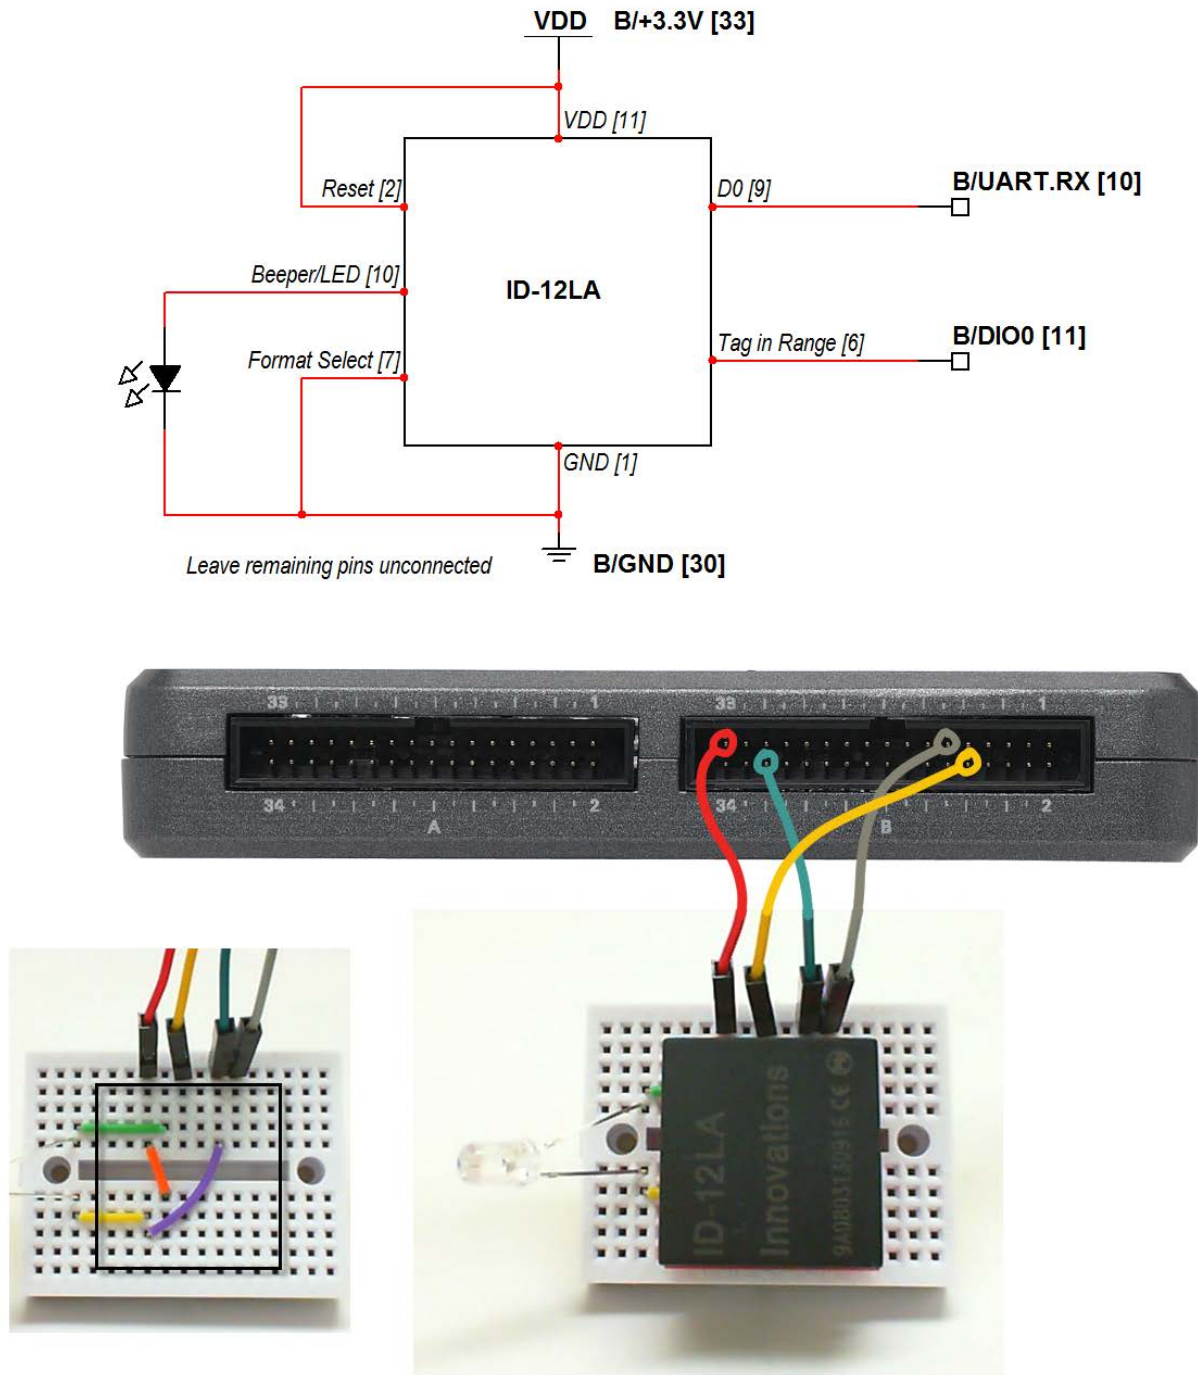 VDD B/+3.3V [33]
VDD [11]
Reset [2]
D0 [9]
B/UART.RX [10]
Beeper/LED [10]
ID-12LA
Format Select [7]
Tag in Range [6]
B/DIO0 [11]
GND [1]
Leave remaining pins unconnected
B/GND [30]
33 1 33 1
34 2 34 2
A B
ID-12LA
Innovations
CE